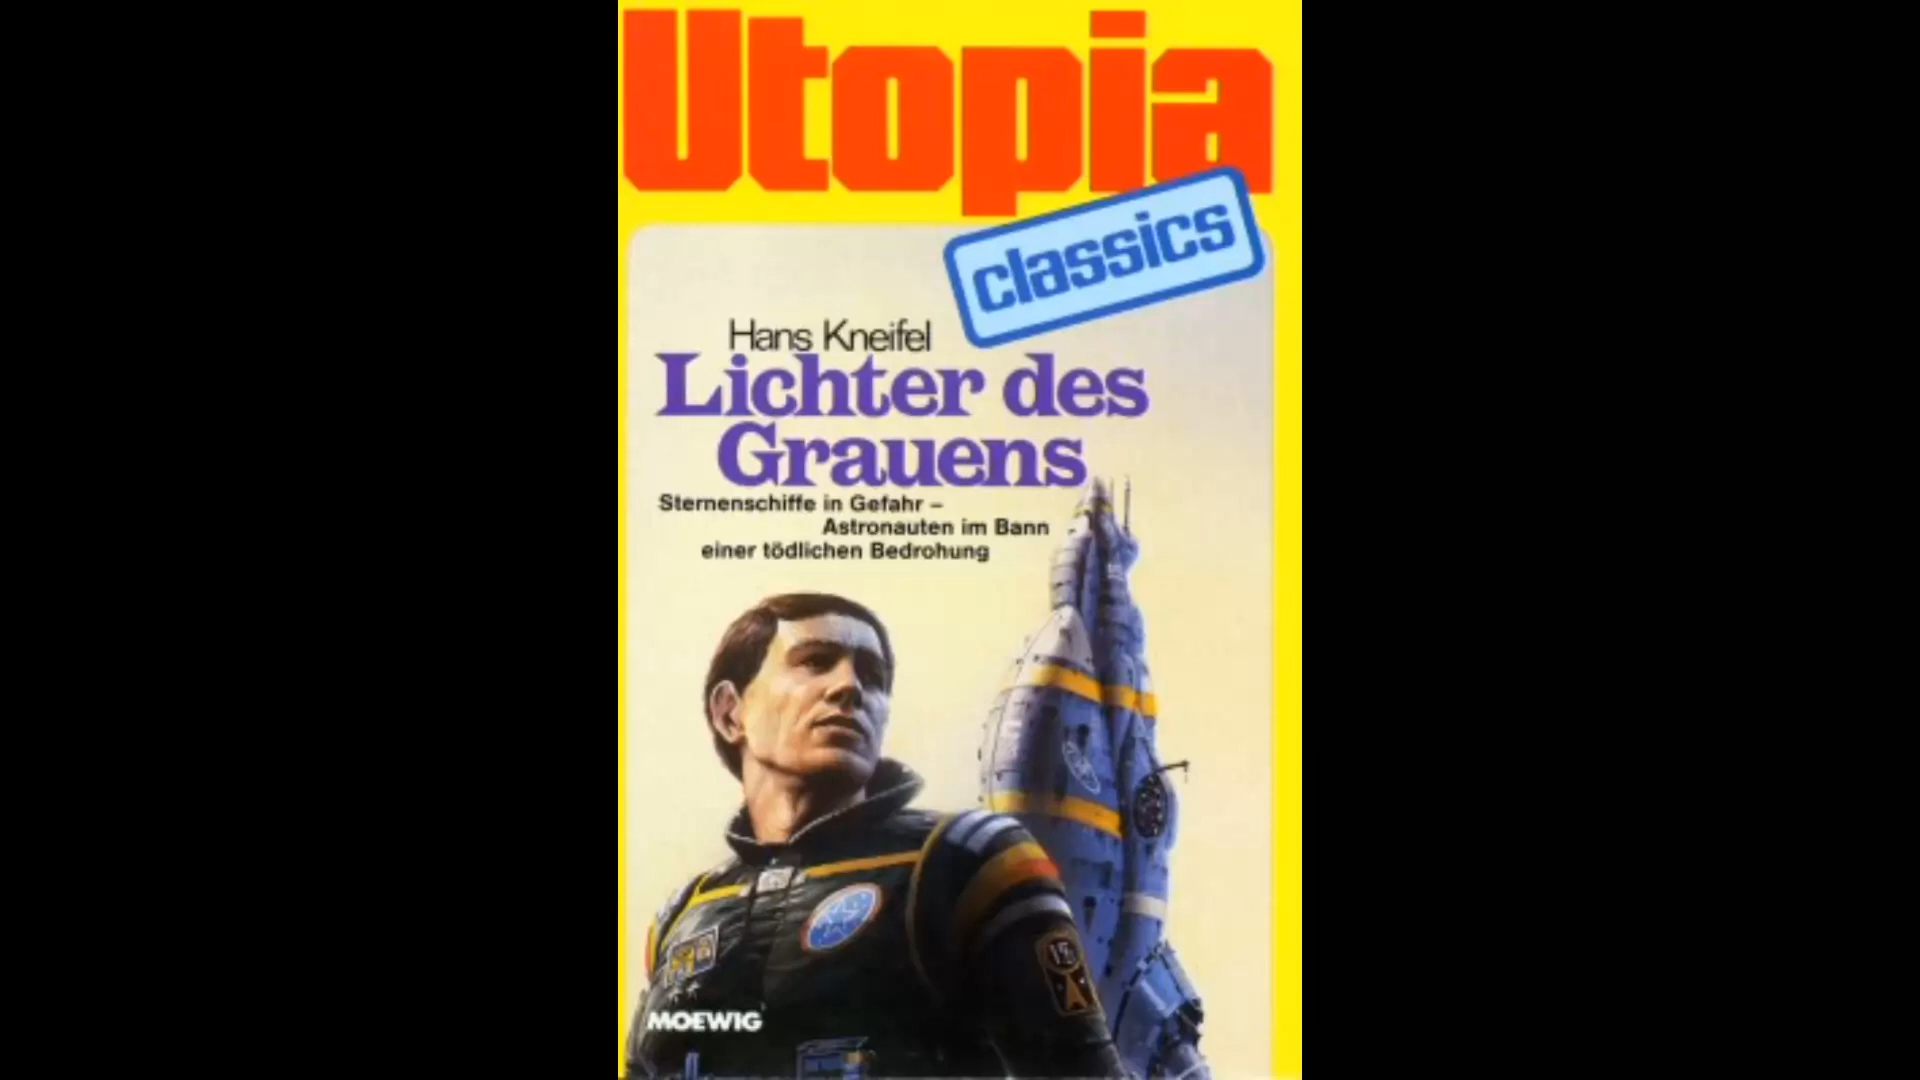 Utopia
classics
Hans Kneifel
Lichter des
Grauens
Sternenschiffe in Gefahr –
Astronauten im Bann
einer tödlichen Bedrohung
MOEWIG